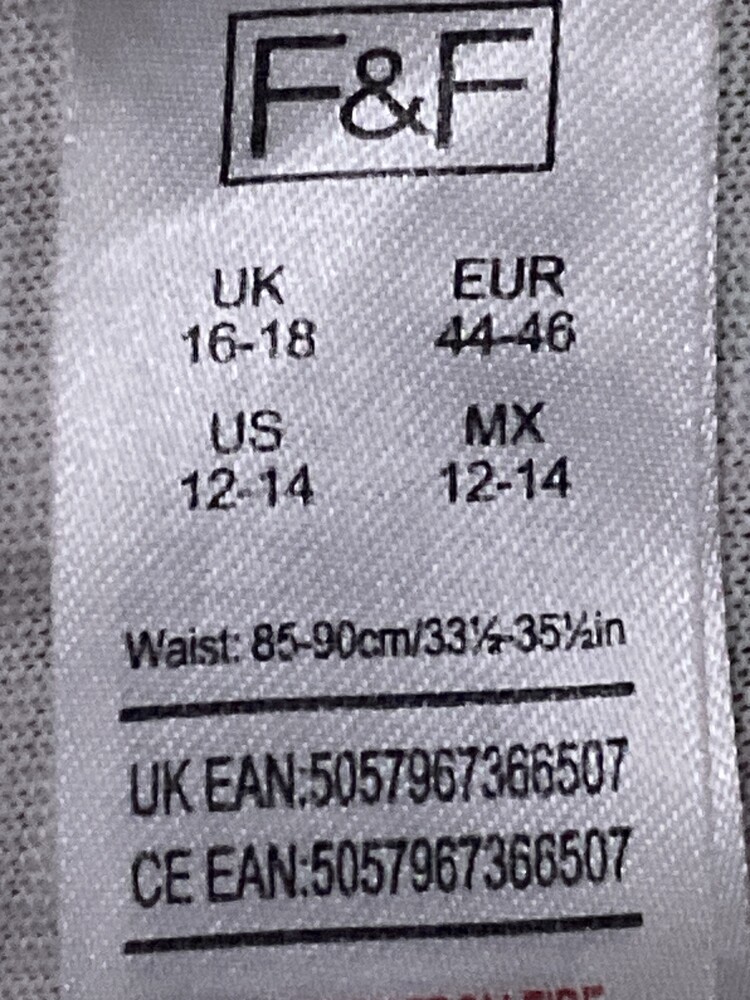 F&F
UK EUR
16-18 44-46
US MX
12-14 12-14
Waist: 85-90cm/33½-35½in
UK EAN:5057967366507
CE EAN:5057967366507